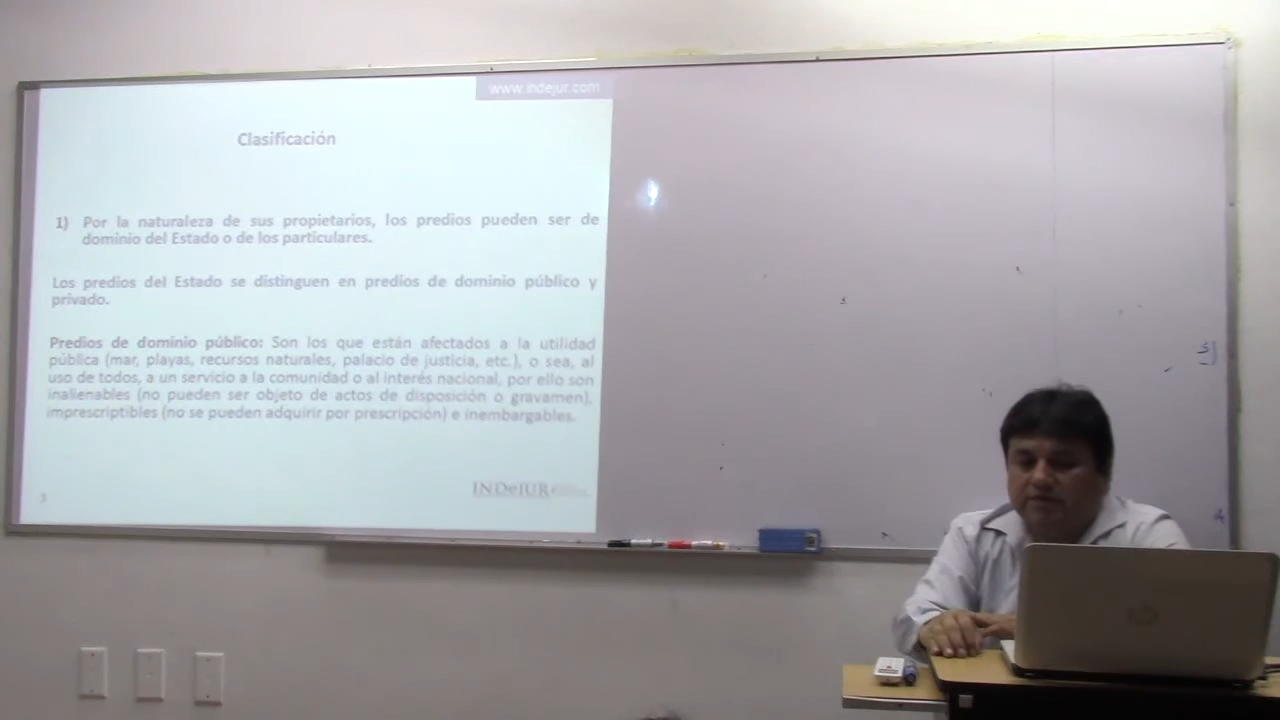 www.indejur.com
Clasificación
1) Por la naturaleza de sus propietarios, los predios pueden ser de
dominio del Estado o de los particulares.
Los predios del Estado se distinguen en predios de dominio público y
privado.
Predios de dominio público: Son los que están afectados a la utilidad
pública (mar, playas, recursos naturales, palacio de justicia, etc.), o sea, al
uso de todos, a un servicio a la comunidad o al interés nacional, por ello son
inalienables (no pueden ser objeto de actos de disposición o gravamen),
imprescriptibles (no se pueden adquirir por prescripción) e inembargables.
INDeJUR
3